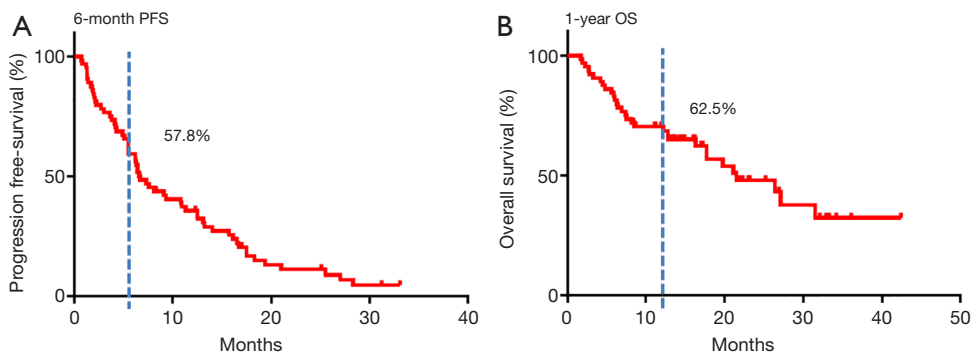 A
6-month PFS
Progression free-survival (%)
100
50
0
57.8%
0 10 20 30 40
Months
B
1-year OS
Overall survival (%)
100
50
0
62.5%
0 10 20 30 40 50
Months